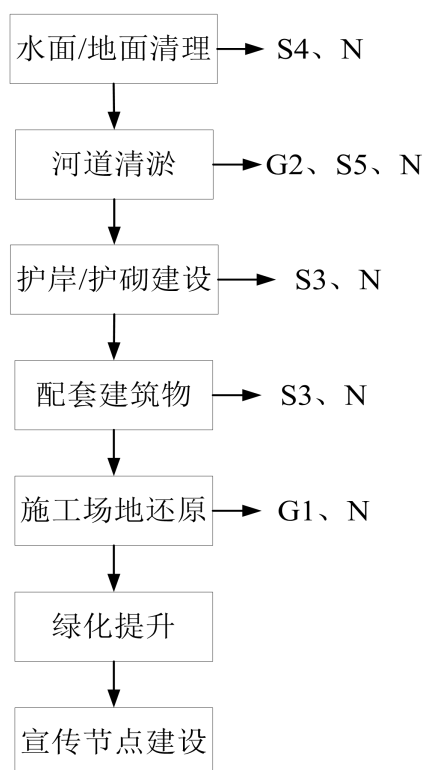 水面/地面清理 S4、N
河道清淤 G2、S5、N
护岸/护砌建设 S3、N
配套建筑物 S3、N
施工场地还原 G1、N
绿化提升
宣传节点建设